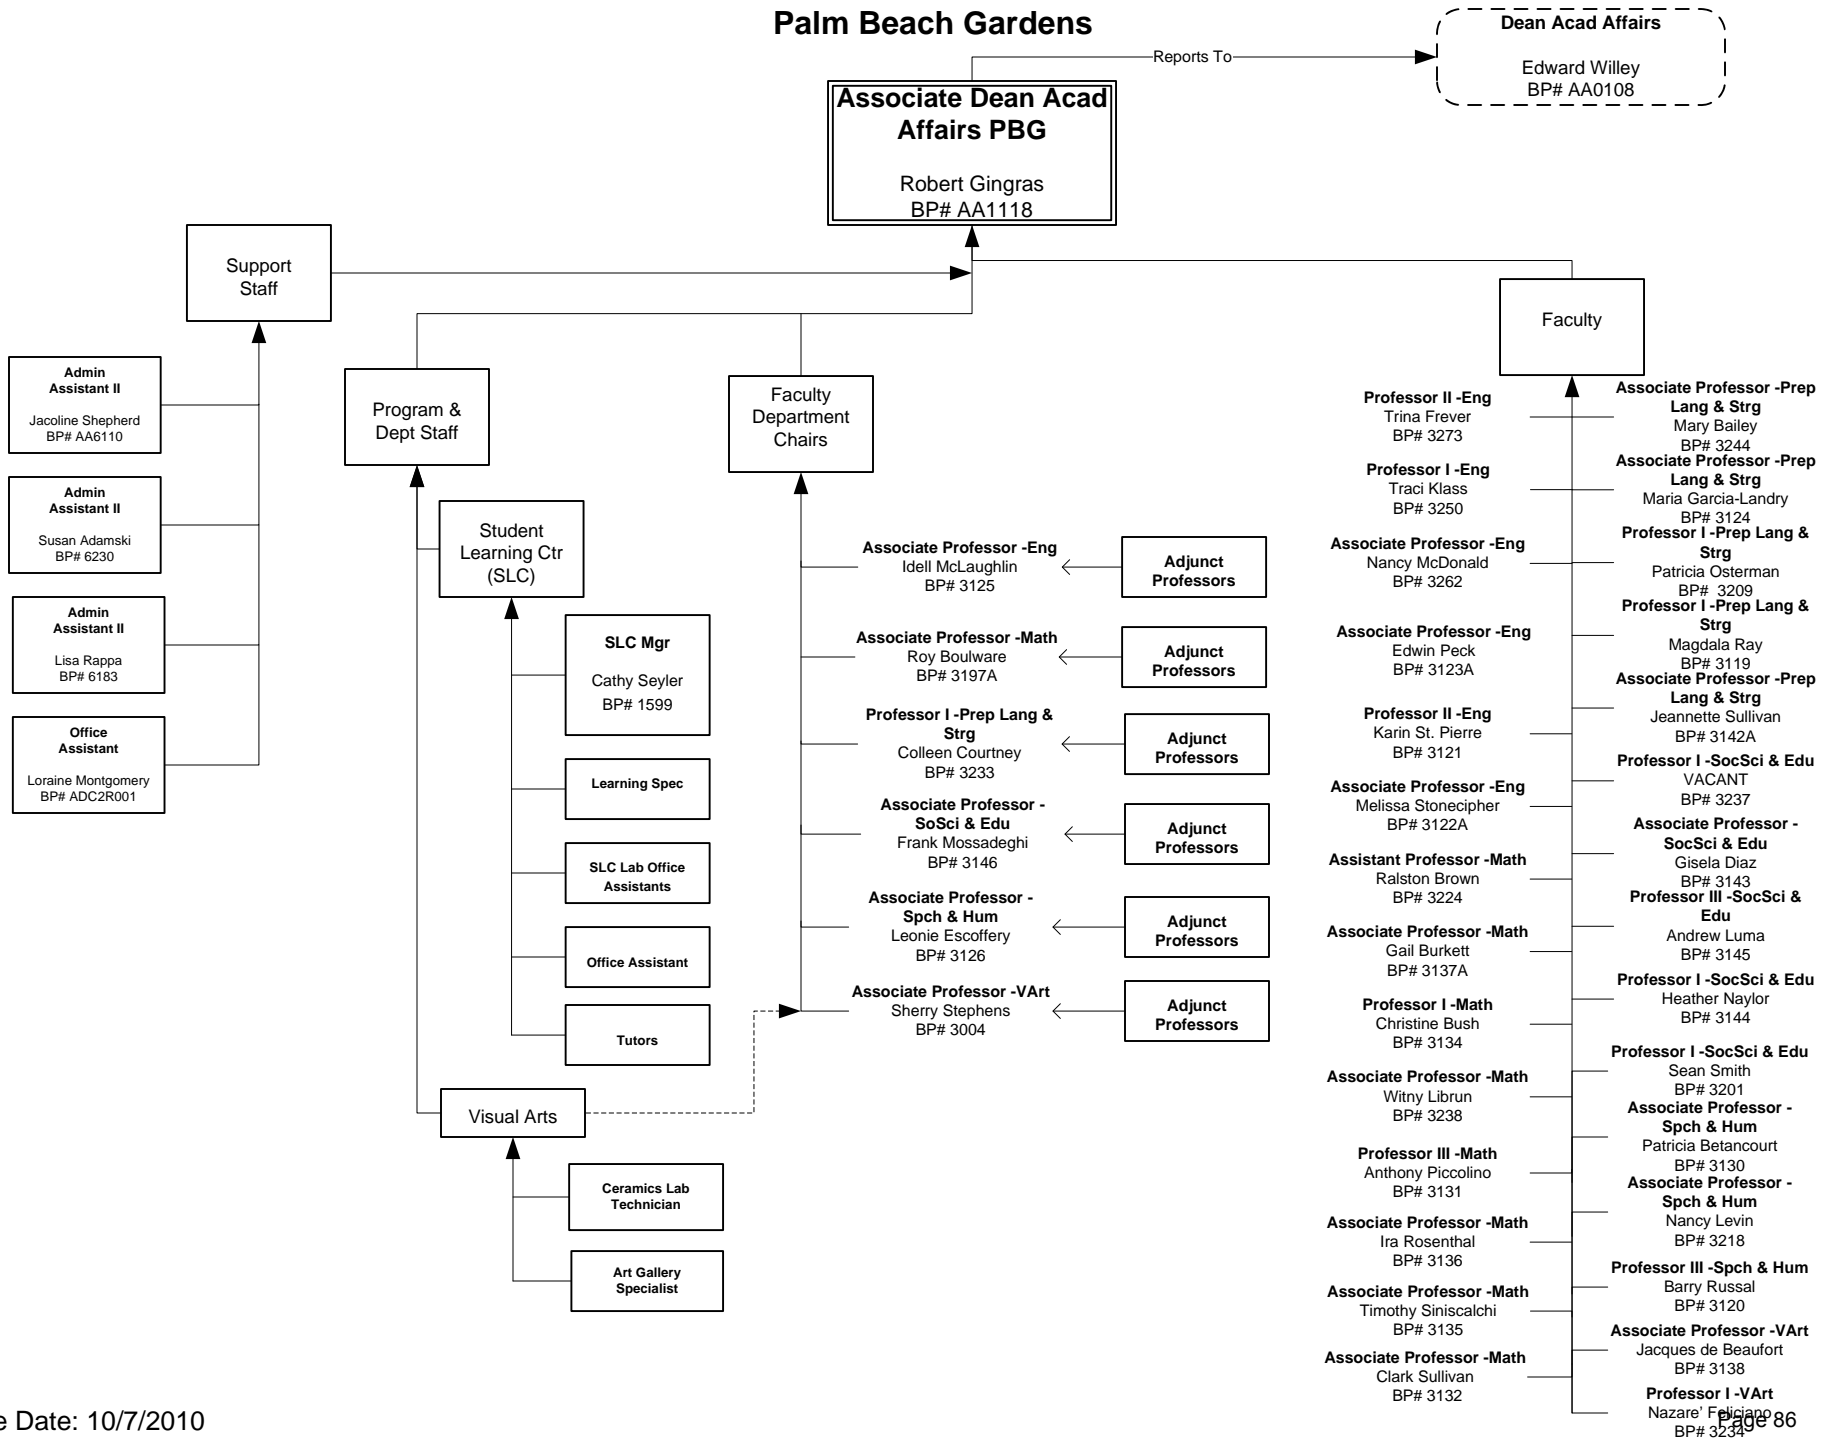 Palm Beach Gardens
Reports To
Dean Acad Affairs
Edward Willey
BP# AA0108
Associate Dean Acad
Affairs PBG
Robert Gingras
BP# AA1118
Support
Staff
Admin
Assistant II
Jacoline Shepherd
BP# AA6110
Admin
Assistant II
Susan Adamski
BP# 6230
Admin
Assistant II
Lisa Rappa
BP# 6183
Office
Assistant
Loraine Montgomery
BP# ADC2R001
Program &
Dept Staff
Student
Learning Ctr
(SLC)
SLC Mgr
Cathy Seyler
BP# 1599
Learning Spec
SLC Lab Office
Assistants
Office Assistant
Tutors
Visual Arts
Ceramics Lab
Technician
Art Gallery
Specialist
Faculty
Department
Chairs
Associate Professor -Eng
Idell McLaughlin
BP# 3125
Adjunct
Professors
Associate Professor -Math
Roy Boulware
BP# 3197A
Adjunct
Professors
Professor I -Prep Lang &
Strg
Colleen Courtney
BP# 3233
Adjunct
Professors
Associate Professor -
SoSci & Edu
Frank Mossadeghi
BP# 3146
Adjunct
Professors
Associate Professor -
Spch & Hum
Leonie Escoffery
BP# 3126
Adjunct
Professors
Associate Professor -VArt
Sherry Stephens
BP# 3004
Adjunct
Professors
Faculty
Professor II -Eng
Trina Frever
BP# 3273
Professor I -Eng
Traci Klass
BP# 3250
Associate Professor -Eng
Nancy McDonald
BP# 3262
Associate Professor -Eng
Edwin Peck
BP# 3123A
Professor II -Eng
Karin St. Pierre
BP# 3121
Associate Professor -Eng
Melissa Stonecipher
BP# 3122A
Assistant Professor -Math
Ralston Brown
BP# 3224
Associate Professor -Math
Gail Burkett
BP# 3137A
Professor I -Math
Christine Bush
BP# 3134
Associate Professor -Math
Witny Librun
BP# 3238
Professor III -Math
Anthony Piccolino
BP# 3131
Associate Professor -Math
Ira Rosenthal
BP# 3136
Associate Professor -Math
Timothy Siniscalchi
BP# 3135
Associate Professor -Math
Clark Sullivan
BP# 3132
Associate Professor -Prep
Lang & Strg
Mary Bailey
BP# 3244
Associate Professor -Prep
Lang & Strg
Maria Garcia-Landry
BP# 3124
Professor I -Prep Lang &
Strg
Patricia Osterman
BP# 3209
Professor I -Prep Lang &
Strg
Magdala Ray
BP# 3119
Associate Professor -Prep
Lang & Strg
Jeannette Sullivan
BP# 3142A
Professor I -SocSci & Edu
VACANT
BP# 3237
Associate Professor -
SocSci & Edu
Gisela Diaz
BP# 3143
Professor III -SocSci &
Edu
Andrew Luma
BP# 3145
Professor I -SocSci & Edu
Heather Naylor
BP# 3144
Professor I -SocSci & Edu
Sean Smith
BP# 3201
Associate Professor -
Spch & Hum
Patricia Betancourt
BP# 3130
Associate Professor -
Spch & Hum
Nancy Levin
BP# 3218
Professor III -Spch & Hum
Barry Russal
BP# 3120
Associate Professor -VArt
Jacques de Beaufort
BP# 3138
Professor I -VArt
Nazare' Feliciano
BP# 3234
e Date: 10/7/2010
Page 86